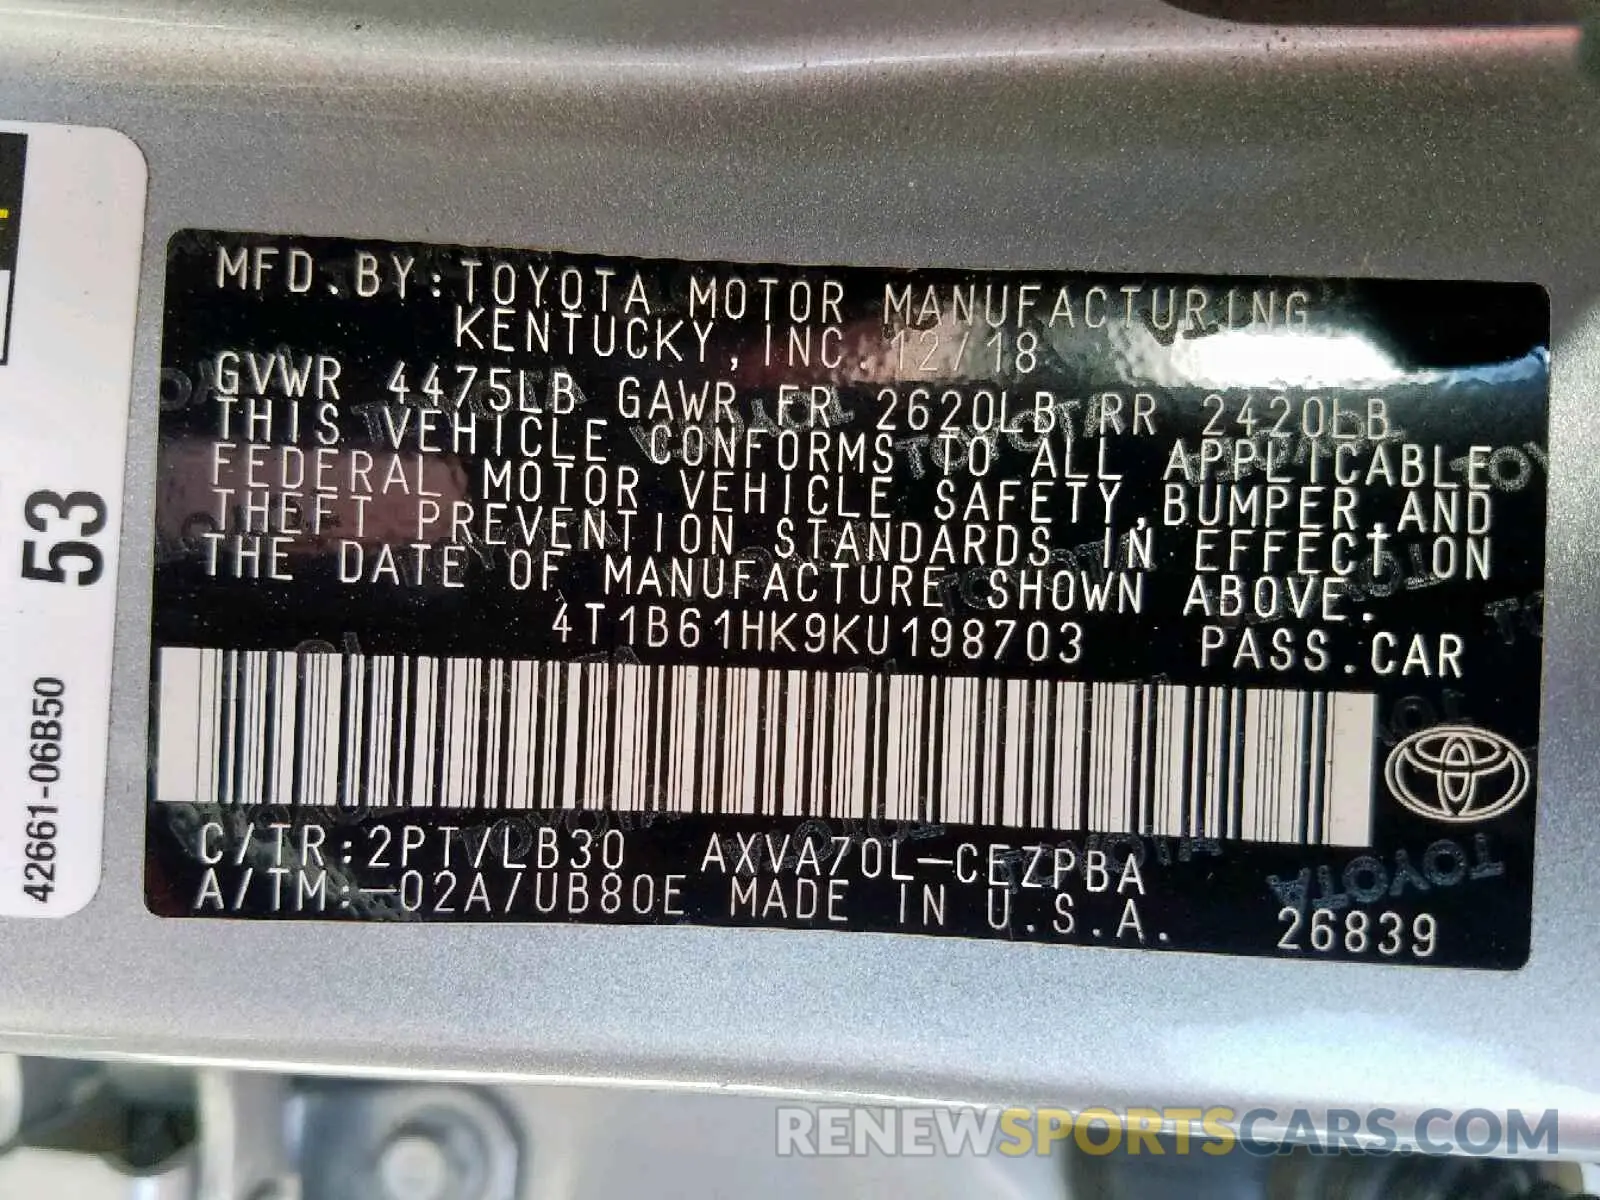 MFD.BY:TOYOTA MOTOR MANUFACTURING
KENTUCKY,INC. 12/18
GVWR 4475LB GAWR FR 2620LB RR 2420LB
THIS VEHICLE CONFORMS TO ALL APPLICABLE
FEDERAL MOTOR VEHICLE SAFETY,BUMPER,AND
THEFT PREVENTION STANDARDS IN EFFECT ON
THE DATE OF MANUFACTURE SHOWN ABOVE.
4T1B61HK9KU198703 PASS.CAR
C/TR:2PT/LB30 AXVA70L-CEZPBA
A/TM:-02A/UB80E MADE IN U.S.A. 26839
TOYOTA
53
42661-06B50
RENEWSPORTSCARS.COM